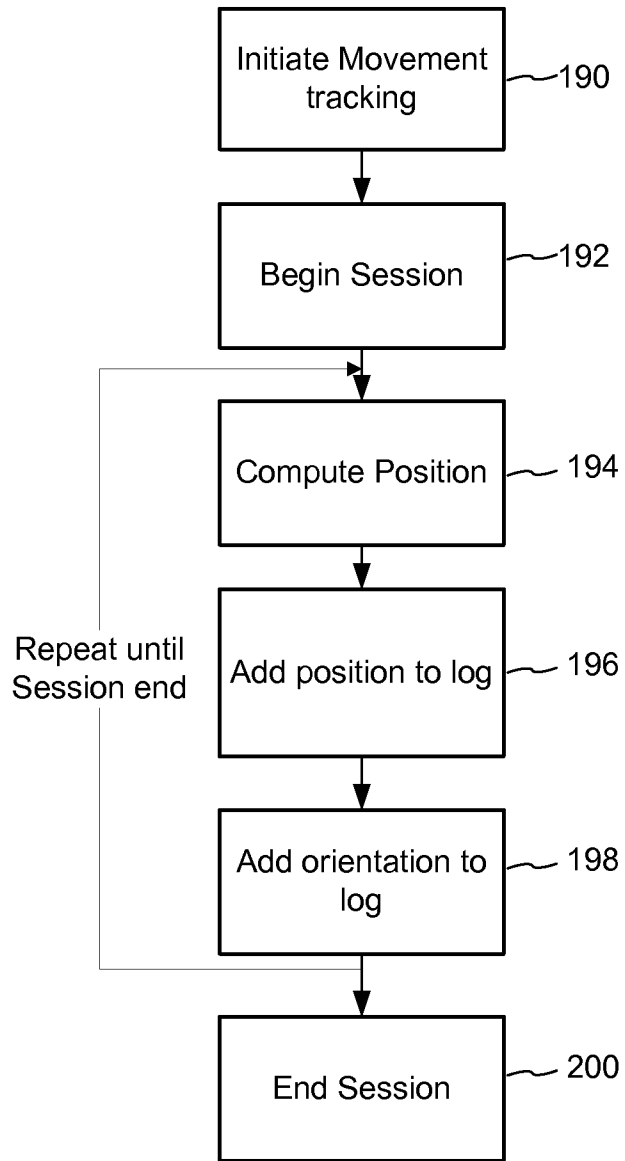 Initiate Movement
tracking
190
Begin Session
192
Compute Position
194
Repeat until
Session end
Add position to log
196
Add orientation to
log
198
End Session
200